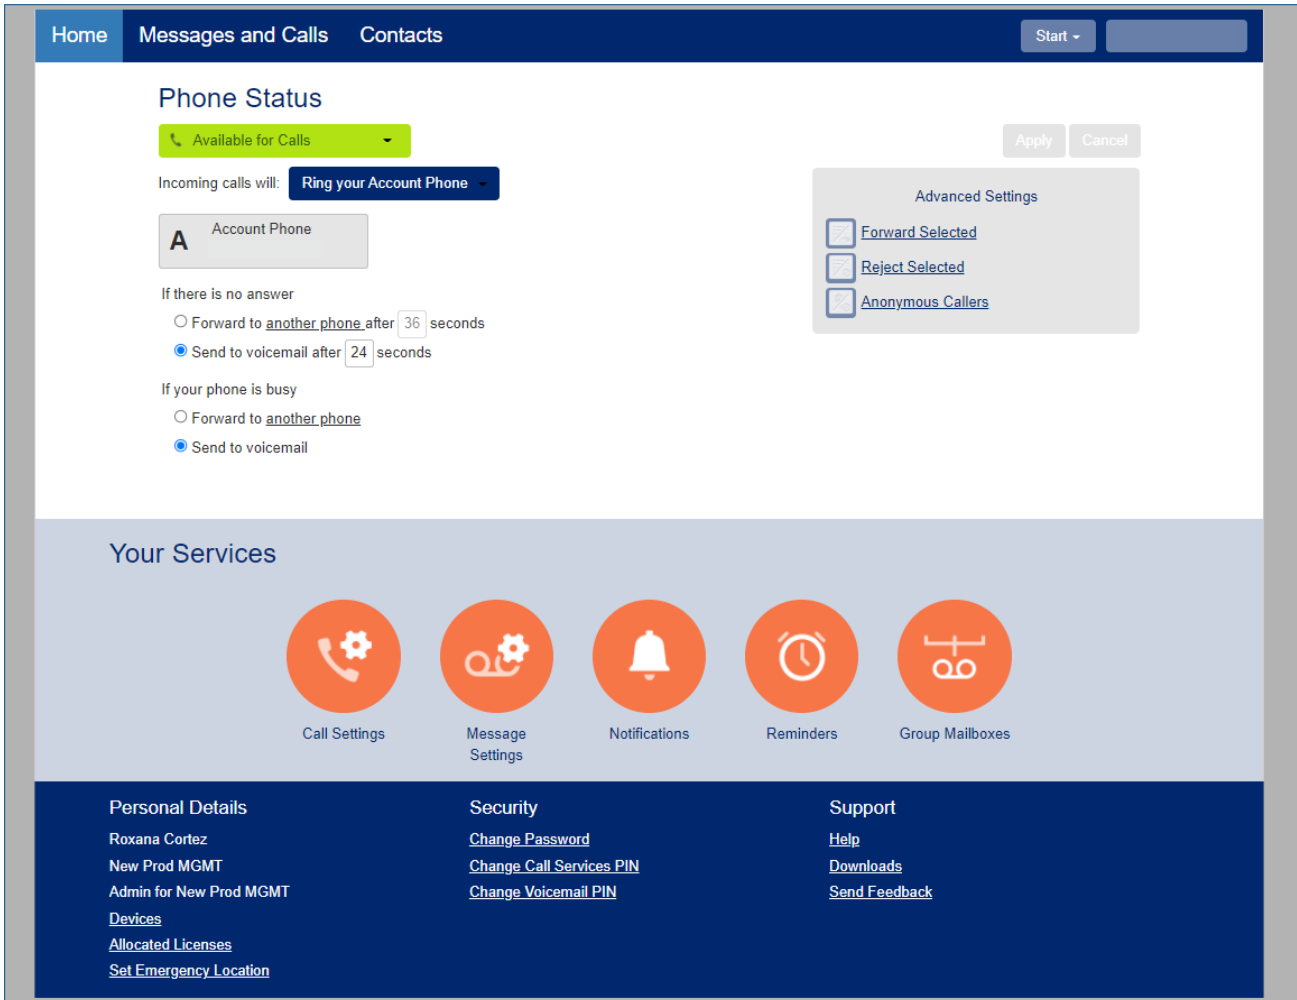 Home Messages and Calls Contacts Start
Phone Status
Available for Calls
Apply Cancel
Incoming calls will: Ring your Account Phone
Advanced Settings
A Account Phone
Forward Selected
Reject Selected
Anonymous Callers
If there is no answer
Forward to another phone after 36 seconds
Send to voicemail after 24 seconds
If your phone is busy
Forward to another phone
Send to voicemail
Your Services
Call Settings
Message Settings
Notifications
Reminders
Group Mailboxes
Personal Details
Roxana Cortez
New Prod MGMT
Admin for New Prod MGMT
Devices
Allocated Licenses
Set Emergency Location
Security
Change Password
Change Call Services PIN
Change Voicemail PIN
Support
Help
Downloads
Send Feedback